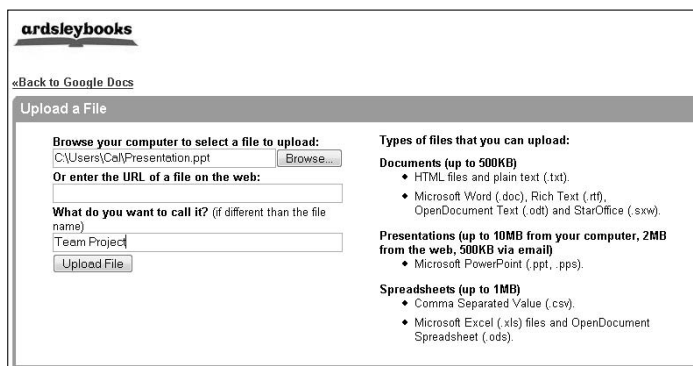 ardsleybooks
«Back to Google Docs
Upload a File
Browse your computer to select a file to upload:
C:\Users\Cal\Presentation.ppt Browse...
Or enter the URL of a file on the web:
What do you want to call it? (if different than the file
name)
Team Project
Upload File
Types of files that you can upload:
Documents (up to 500KB)
♦ HTML files and plain text (.txt).
♦ Microsoft Word (.doc), Rich Text (.rtf),
OpenDocument Text (.odt) and StarOffice (.sxw).
Presentations (up to 10MB from your computer, 2MB
from the web, 500KB via email)
♦ Microsoft PowerPoint (.ppt, .pps).
Spreadsheets (up to 1MB)
♦ Comma Separated Value (.csv).
♦ Microsoft Excel (.xls) files and OpenDocument
Spreadsheet (.ods).